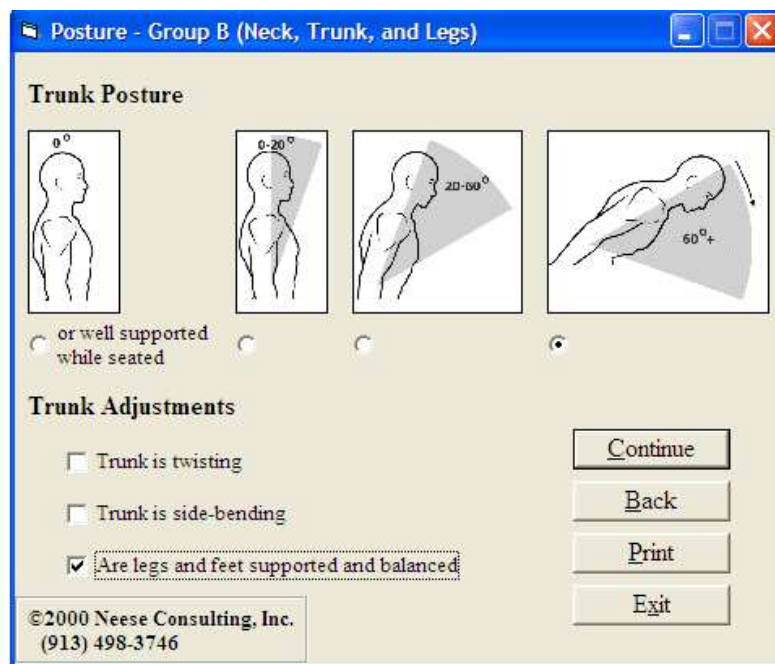 Posture - Group B (Neck, Trunk, and Legs)
Trunk Posture
0°
0-20°
20-60°
60°+
or well supported
while seated
Trunk Adjustments
Trunk is twisting
Trunk is side-bending
Are legs and feet supported and balanced
Continue
Back
Print
Exit
©2000 Neese Consulting, Inc.
(913) 498-3746